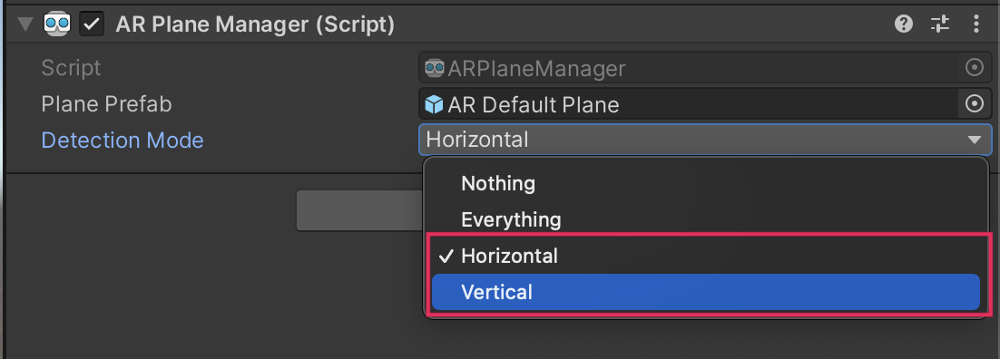 AR Plane Manager (Script)
Script
ARPlaneManager
Plane Prefab
AR Default Plane
Detection Mode
Horizontal
Nothing
Everything
✓ Horizontal
Vertical